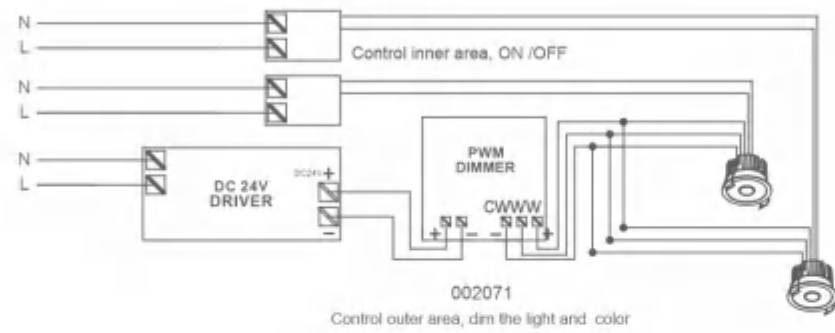 N
L
Control inner area, ON /OFF
N
L
N
L
DC 24V
DRIVER
DC24V +
−
PWM
DIMMER
CWWW
+ − − +
002071
Control outer area, dim the light and color